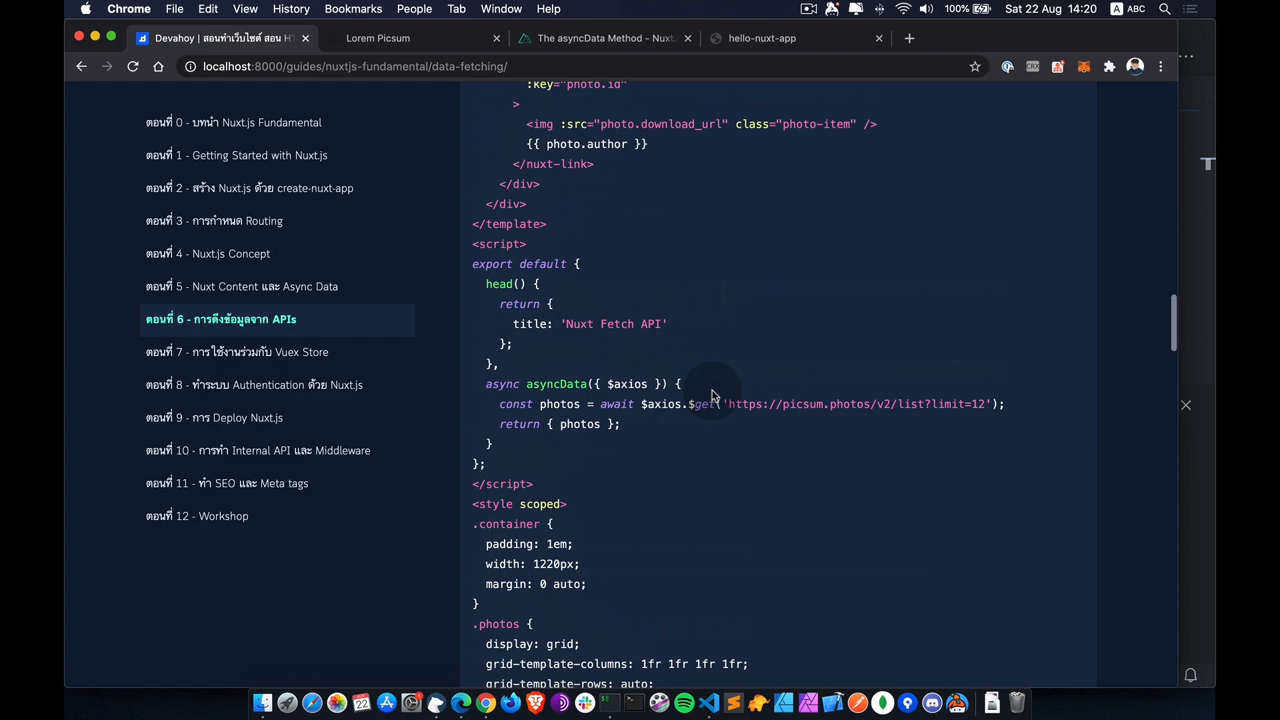 Chrome File Edit View History Bookmarks People Tab Window Help 100% Sat 22 Aug 14:20 A ABC
Devahoy | สอนทำเว็บไซต์ สอน HT Lorem Picsum The asyncData Method - Nuxt. hello-nuxt-app
localhost:8000/guides/nuxtjs-fundamental/data-fetching/
ตอนที่ 0 - บทนำ Nuxt.js Fundamental
ตอนที่ 1 - Getting Started with Nuxt.js
ตอนที่ 2 - สร้าง Nuxt.js ด้วย create-nuxt-app
ตอนที่ 3 - การกำหนด Routing
ตอนที่ 4 - Nuxt.js Concept
ตอนที่ 5 - Nuxt Content และ Async Data
ตอนที่ 6 - การดึงข้อมูลจาก APIs
ตอนที่ 7 - การใช้งานร่วมกับ Vuex Store
ตอนที่ 8 - ทำระบบ Authentication ด้วย Nuxt.js
ตอนที่ 9 - การ Deploy Nuxt.js
ตอนที่ 10 - การทำ Internal API และ Middleware
ตอนที่ 11 - ทำ SEO และ Meta tags
ตอนที่ 12 - Workshop
:key="photo.id"
>
<img :src="photo.download_url" class="photo-item" />
{{ photo.author }}
</nuxt-link>
</div>
</div>
</template>
<script>
export default {
head() {
return {
title: 'Nuxt Fetch API'
};
},
async asyncData({ $axios }) {
const photos = await $axios.$get('https://picsum.photos/v2/list?limit=12');
return { photos };
}
};
</script>
<style scoped>
.container {
padding: 1em;
width: 1220px;
margin: 0 auto;
}
.photos {
display: grid;
grid-template-columns: 1fr 1fr 1fr 1fr;
grid-template-rows: auto;